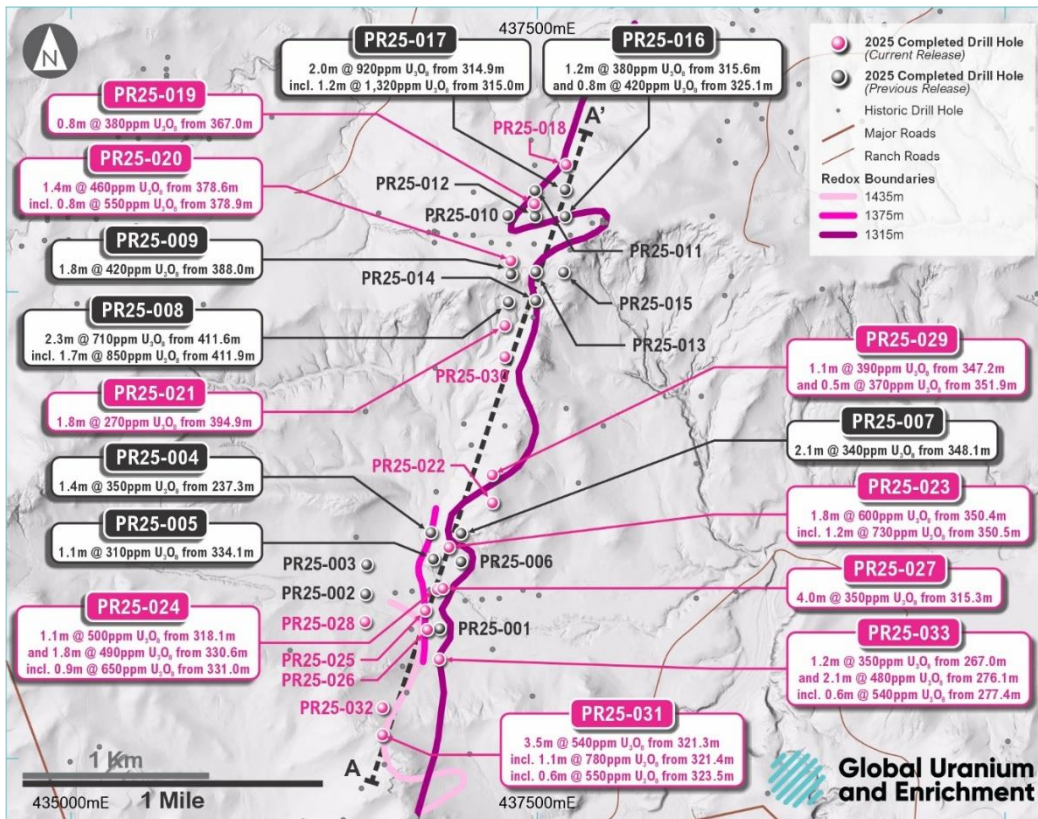 437500mE
N
PR25-017
2.0m @ 920ppm U₃O₈ from 314.9m
incl. 1.2m @ 1,320ppm U₃O₈ from 315.0m
PR25-016
1.2m @ 380ppm U₃O₈ from 315.6m
and 0.8m @ 420ppm U₃O₈ from 325.1m
2025 Completed Drill Hole
(Current Release)
2025 Completed Drill Hole
(Previous Release)
Historic Drill Hole
Major Roads
Ranch Roads
Redox Boundaries
1435m
1375m
1315m
PR25-019
0.8m @ 380ppm U₃O₈ from 367.0m
A'
PR25-018
PR25-020
1.4m @ 460ppm U₃O₈ from 378.6m
incl. 0.8m @ 550ppm U₃O₈ from 378.9m
PR25-012
PR25-010
PR25-011
PR25-009
1.8m @ 420ppm U₃O₈ from 388.0m
PR25-014
PR25-015
PR25-008
2.3m @ 710ppm U₃O₈ from 411.6m
incl. 1.7m @ 850ppm U₃O₈ from 411.9m
PR25-013
PR25-030
PR25-029
1.1m @ 390ppm U₃O₈ from 347.2m
and 0.5m @ 370ppm U₃O₈ from 351.9m
PR25-021
1.8m @ 270ppm U₃O₈ from 394.9m
PR25-007
2.1m @ 340ppm U₃O₈ from 348.1m
PR25-004
1.4m @ 350ppm U₃O₈ from 237.3m
PR25-022
PR25-023
1.8m @ 600ppm U₃O₈ from 350.4m
incl. 1.2m @ 730ppm U₃O₈ from 350.5m
PR25-005
1.1m @ 310ppm U₃O₈ from 334.1m
PR25-003
PR25-006
PR25-002
PR25-027
4.0m @ 350ppm U₃O₈ from 315.3m
PR25-024
1.1m @ 500ppm U₃O₈ from 318.1m
and 1.8m @ 490ppm U₃O₈ from 330.6m
incl. 0.9m @ 650ppm U₃O₈ from 331.0m
PR25-028
PR25-001
PR25-025
PR25-026
PR25-033
1.2m @ 350ppm U₃O₈ from 267.0m
and 2.1m @ 480ppm U₃O₈ from 276.1m
incl. 0.6m @ 540ppm U₃O₈ from 277.4m
PR25-032
PR25-031
3.5m @ 540ppm U₃O₈ from 321.3m
incl. 1.1m @ 780ppm U₃O₈ from 321.4m
incl. 0.6m @ 550ppm U₃O₈ from 323.5m
A
1 Km
1 Mile
435000mE
437500mE
Global Uranium
and Enrichment